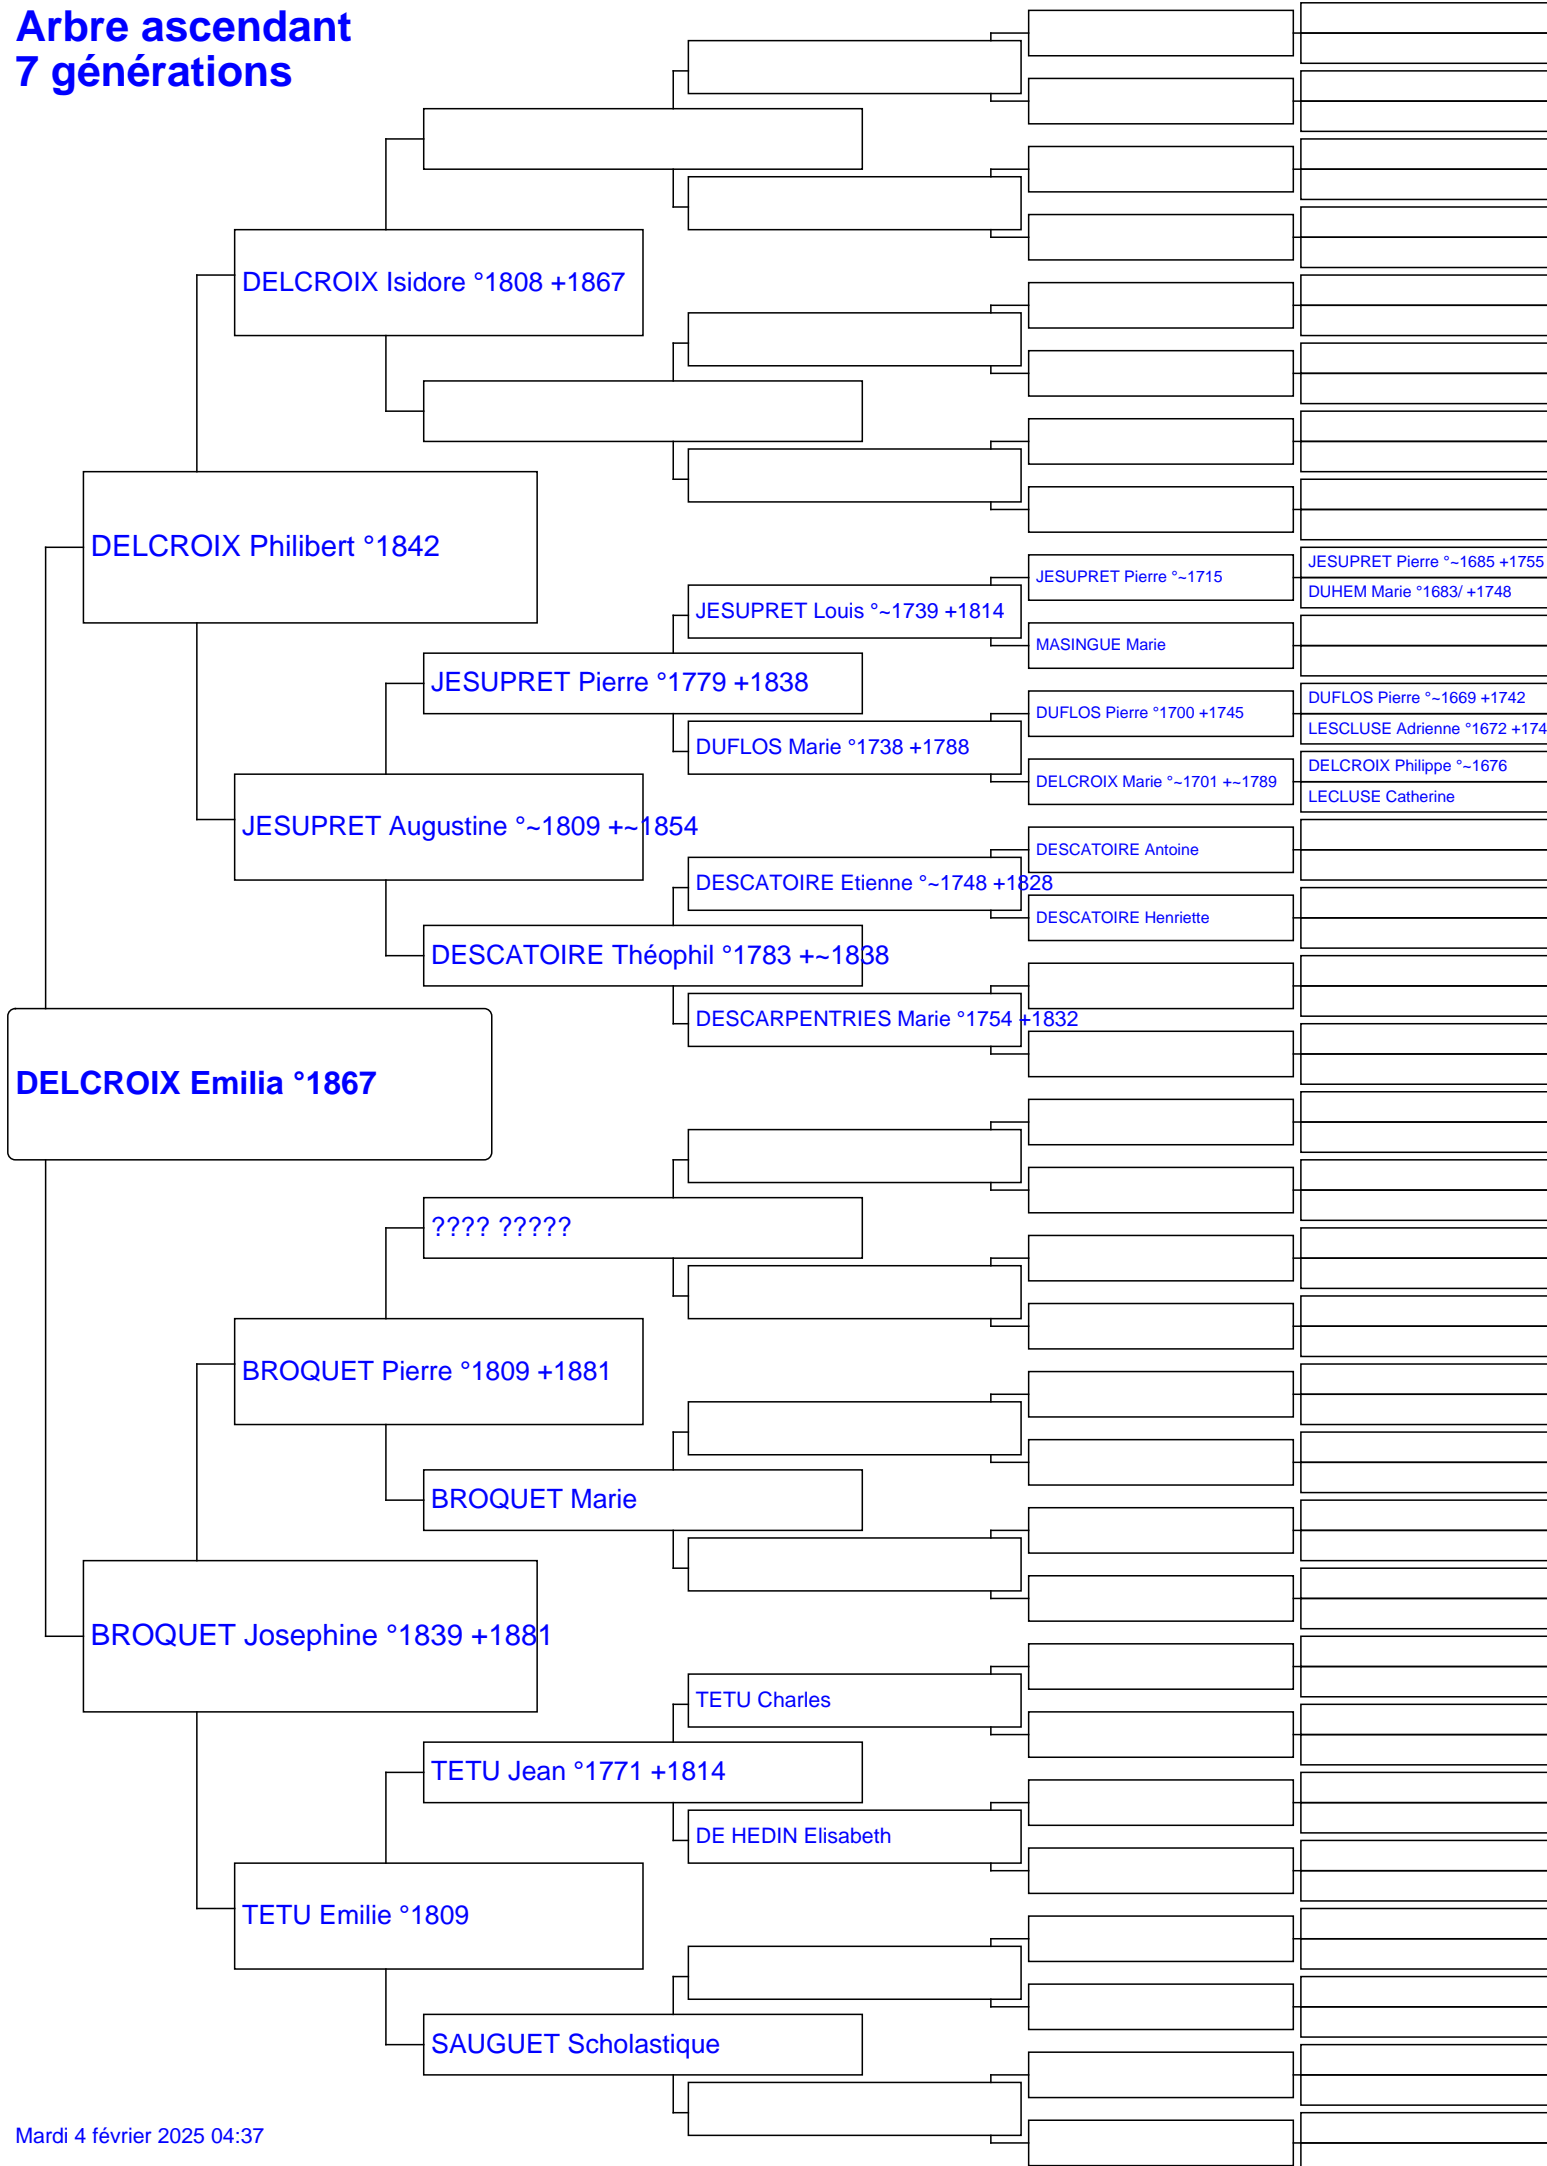 Arbre ascendant
7 générations
DELCROIX Isidore °1808 +1867
DELCROIX Philibert °1842
JESUPRET Pierre °~1685 +1755
JESUPRET Pierre °~1715
DUHEM Marie °1683/ +1748
JESUPRET Louis °~1739 +1814
MASINGUE Marie
JESUPRET Pierre °1779 +1838
DUFLOS Pierre °~1669 +1742
DUFLOS Pierre °1700 +1745
LESCLUSE Adrienne °1672 +174
DUFLOS Marie °1738 +1788
DELCROIX Philippe °~1676
DELCROIX Marie °~1701 +~1789
LECLUSE Catherine
JESUPRET Augustine °~1809 +~1854
DESCATOIRE Antoine
DESCATOIRE Etienne °~1748 +1828
DESCATOIRE Henriette
DESCATOIRE Théophil °1783 +~1838
DESCARPENTRIES Marie °1754 +1832
DELCROIX Emilia °1867
???? ?????
BROQUET Pierre °1809 +1881
BROQUET Marie
BROQUET Josephine °1839 +1881
TETU Charles
TETU Jean °1771 +1814
DE HEDIN Elisabeth
TETU Emilie °1809
SAUGUET Scholastique
Mardi 4 février 2025 04:37